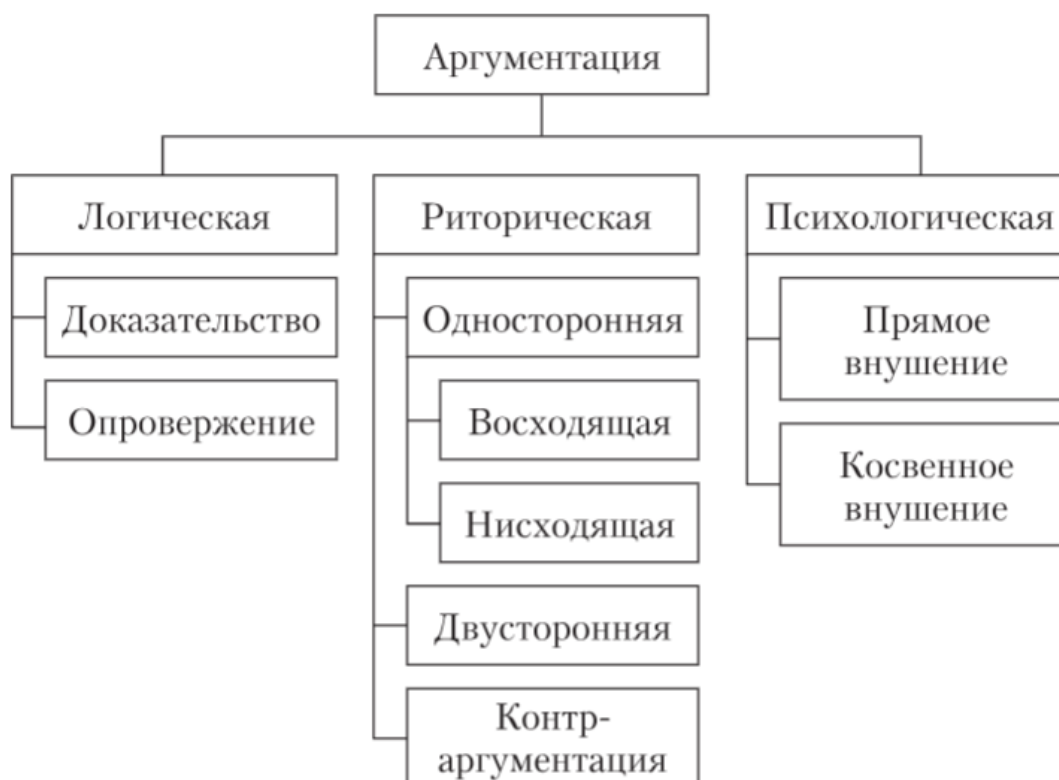 Аргументация
Логическая
Доказательство
Опровержение
Риторическая
Односторонняя
Восходящая
Нисходящая
Двусторонняя
Контр-
аргументация
Психологическая
Прямое
внушение
Косвенное
внушение